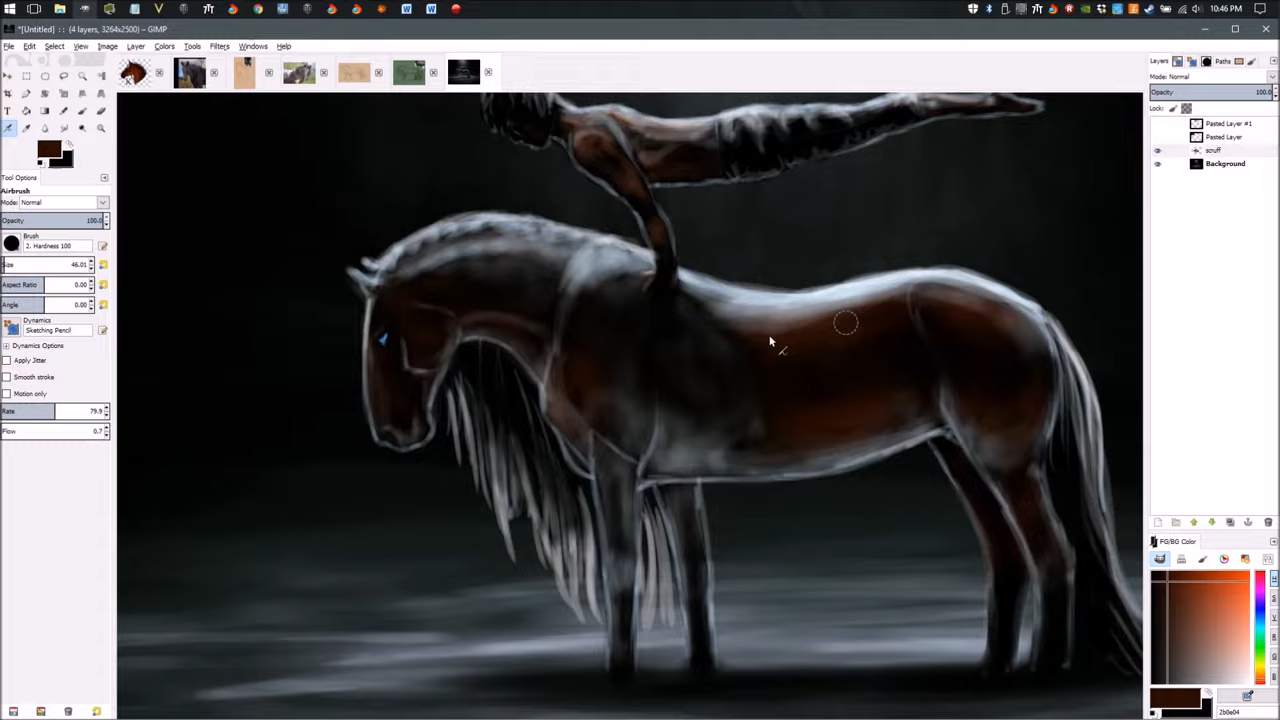 10:46 PM
*[Untitled] :: (4 layers, 3264x2500) – GIMP
File Edit Select View Image Layer Colors Tools Filters Windows Help
Layers Paths
Mode: Normal
Opacity 100.0
Lock:
Pasted Layer #1
Pasted Layer
scruff
Background
Tool Options
Airbrush
Mode: Normal
Opacity 100.0
Brush
2. Hardness 100
Size 46.01
Aspect Ratio 0.00
Angle 0.00
Dynamics
Sketching Pencil
Dynamics Options
Apply Jitter
Smooth stroke
Motion only
Rate 79.9
Flow 0.7
FG/BG Color
2b0e04